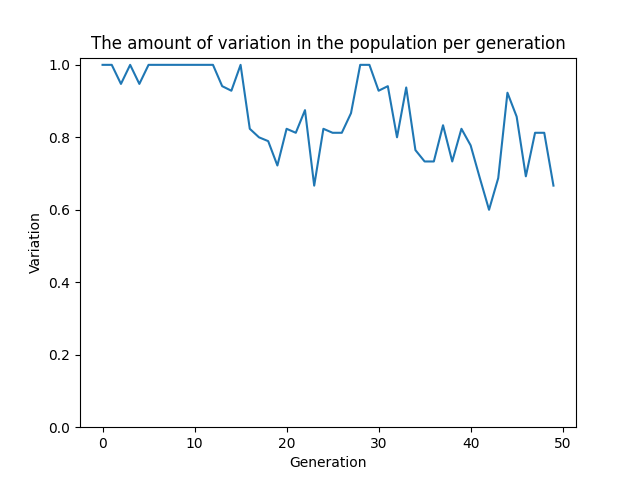 The amount of variation in the population per generation
1.0
0.8
0.6
0.4
0.2
0.0
Variation
0 10 20 30 40 50
Generation